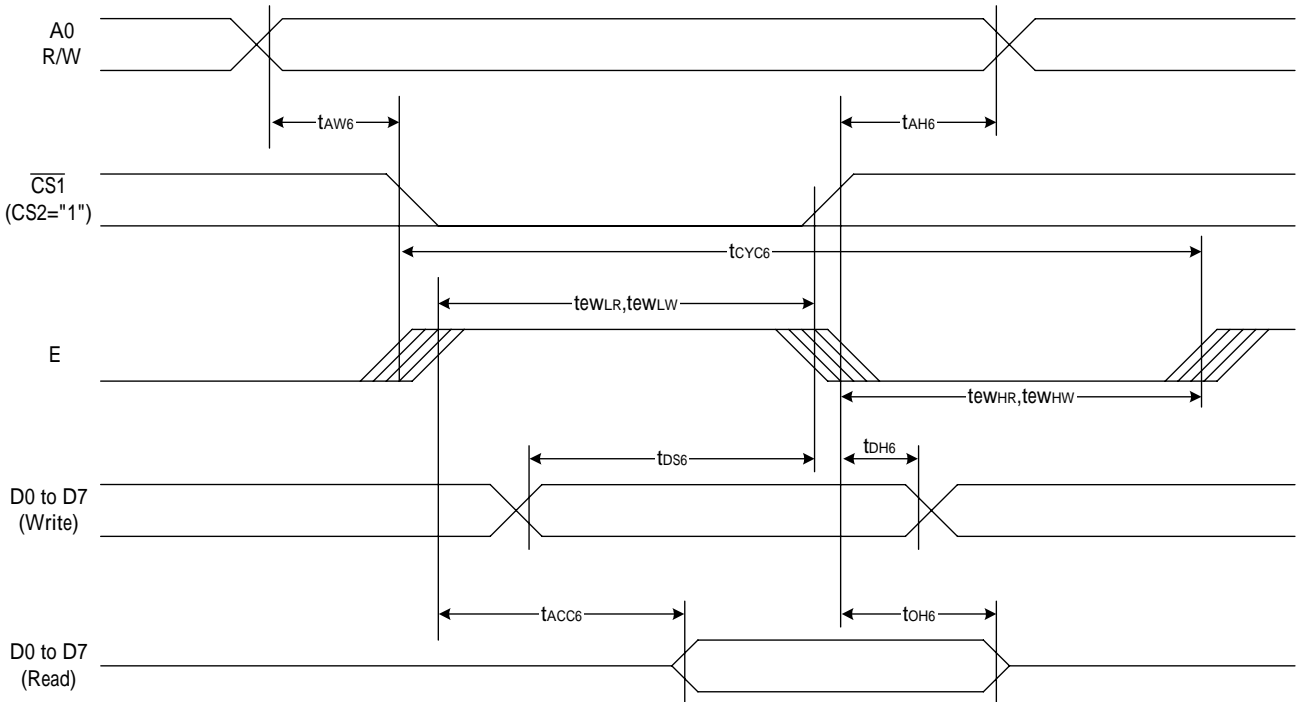 A0
R/W
tAW6
tAH6
CS1
(CS2="1")
tCYC6
tewLR,tewLW
E
tewHR,tewHW
tDS6
tDH6
D0 to D7
(Write)
tACC6
tOH6
D0 to D7
(Read)